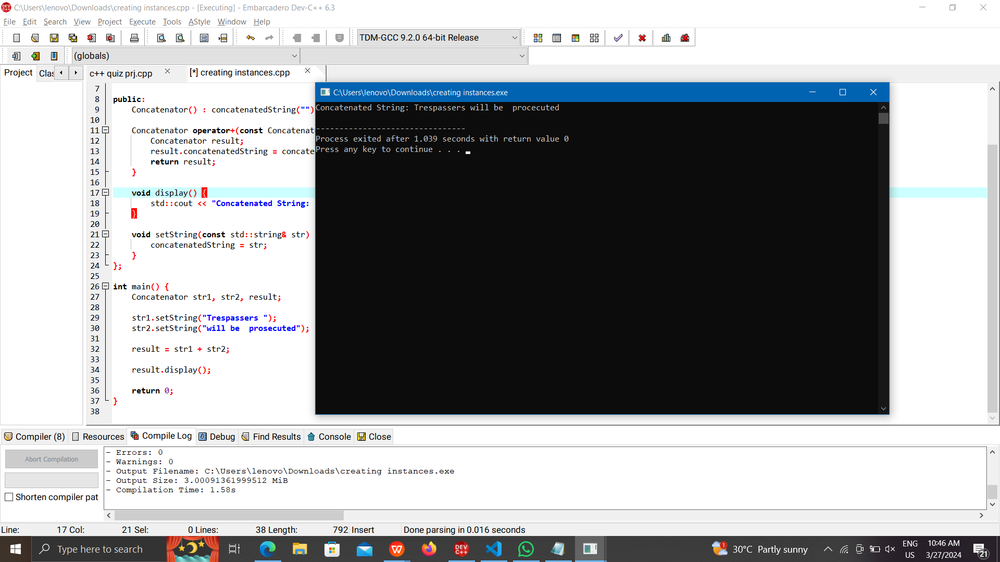 C:\Users\lenovo\Downloads\creating instances.cpp - [Executing] - Embarcadero Dev-C++ 6.3
File Edit Search View Project Execute Tools AStyle Window Help
TDM-GCC 9.2.0 64-bit Release
(globals)
Project Clas
c++ quiz prj.cpp [*] creating instances.cpp
7
8 public:
9 Concatenator() : concatenatedString("")
10
11 Concatenator operator+(const Concatenat
12 Concatenator result;
13 result.concatenatedString = concate
14 return result;
15 }
16
17 void display() {
18 std::cout << "Concatenated String:
19 }
20
21 void setString(const std::string& str)
22 concatenatedString = str;
23 }
24 };
25
26 int main() {
27 Concatenator str1, str2, result;
28
29 str1.setString("Trespassers ");
30 str2.setString("will be  prosecuted");
31
32 result = str1 + str2;
33
34 result.display();
35
36 return 0;
37 }
38
C:\Users\lenovo\Downloads\creating instances.exe
Concatenated String: Trespassers will be  procecuted
--------------------------------
Process exited after 1.039 seconds with return value 0
Press any key to continue . . .
Compiler (8) Resources Compile Log Debug Find Results Console Close
Abort Compilation
Shorten compiler pat
- Errors: 0
- Warnings: 0
- Output Filename: C:\Users\lenovo\Downloads\creating instances.exe
- Output Size: 3.00091361999512 MiB
- Compilation Time: 1.58s
Line: 17 Col: 21 Sel: 0 Lines: 38 Length: 792 Insert Done parsing in 0.016 seconds
Type here to search
DEV C++
1
30°C Partly sunny
ENG
US
10:46 AM
3/27/2024
21